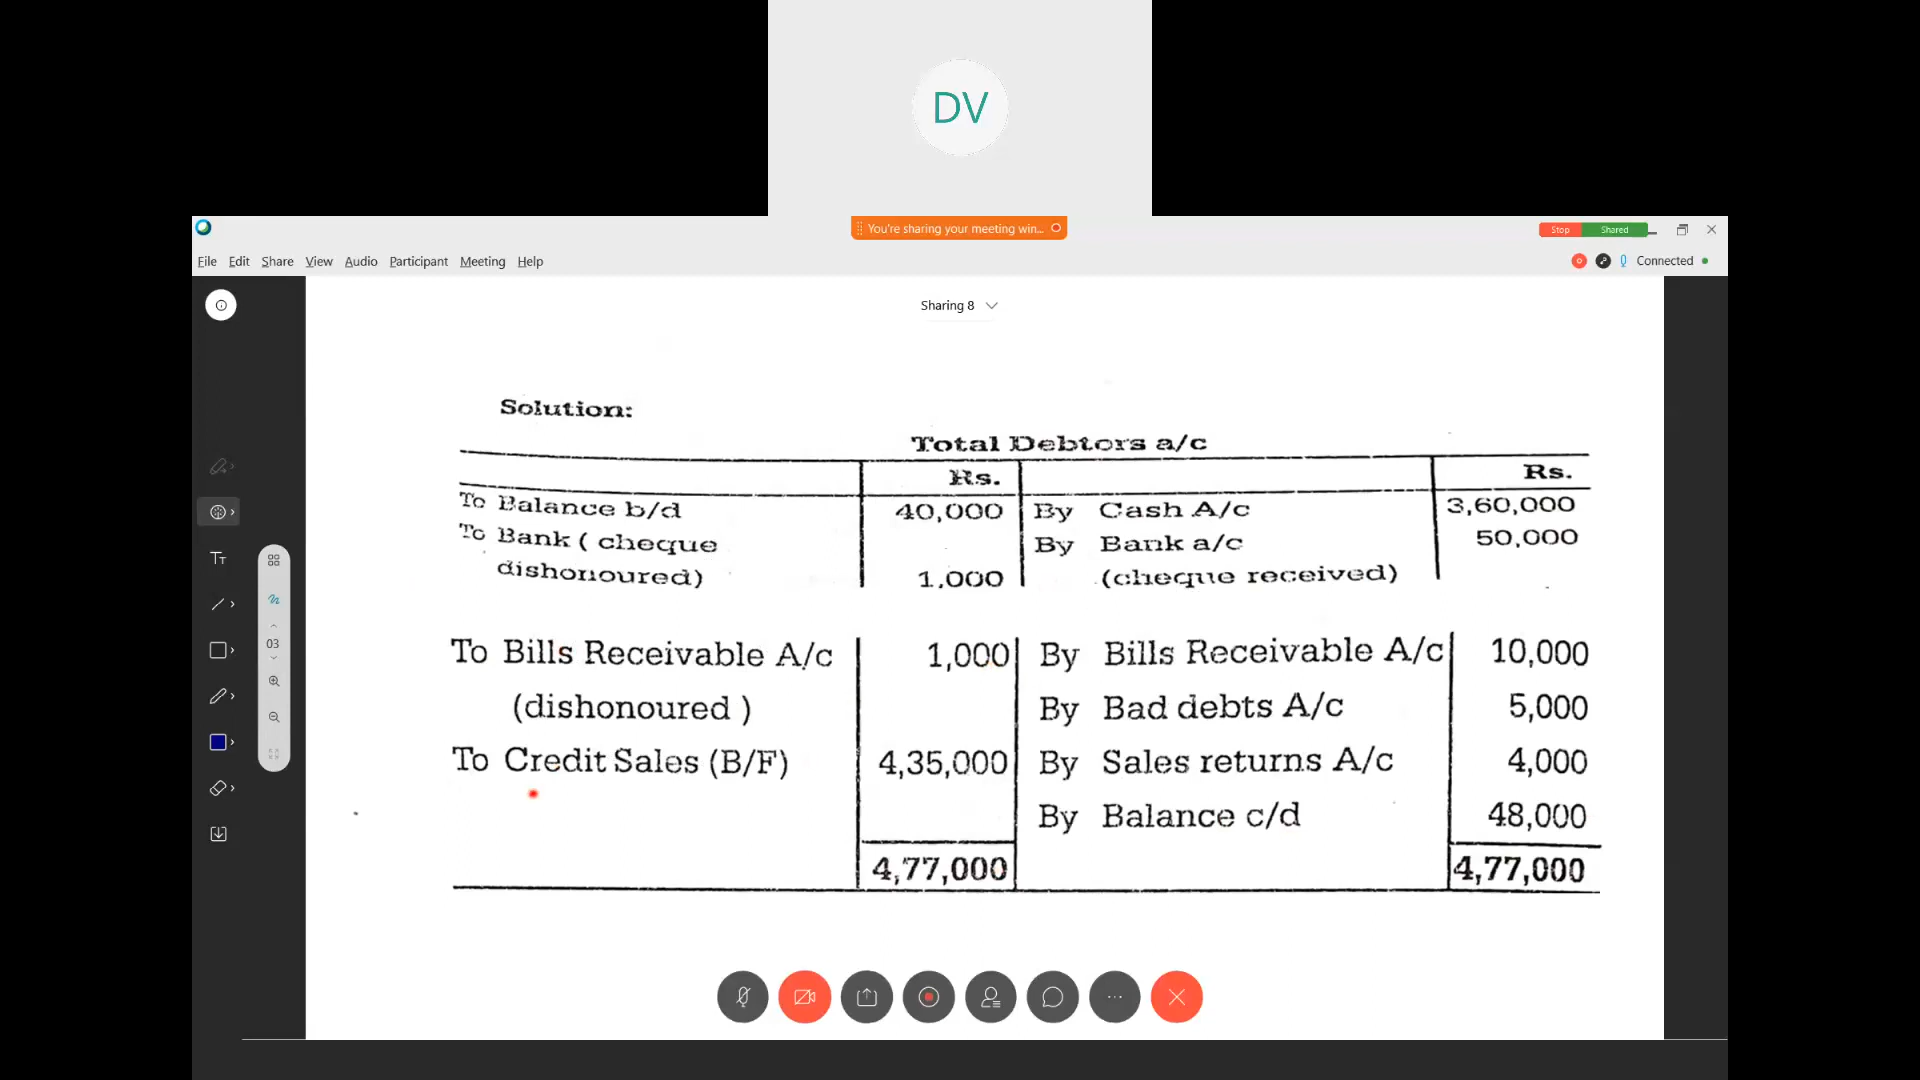 DV
You're sharing your meeting win...
Stop Shared
File Edit Share View Audio Participant Meeting Help
Connected
Sharing 8
Solution:
Total Debtors a/c
Rs. Rs.
To Balance b/d 40,000 By Cash A/c 3,60,000
To Bank ( cheque By Bank a/c 50,000
dishonoured) 1,000 (cheque received)
To Bills Receivable A/c 1,000 By Bills Receivable A/c 10,000
(dishonoured ) By Bad debts A/c 5,000
To Credit Sales (B/F) 4,35,000 By Sales returns A/c 4,000
By Balance c/d 48,000
4,77,000 4,77,000
TT
03